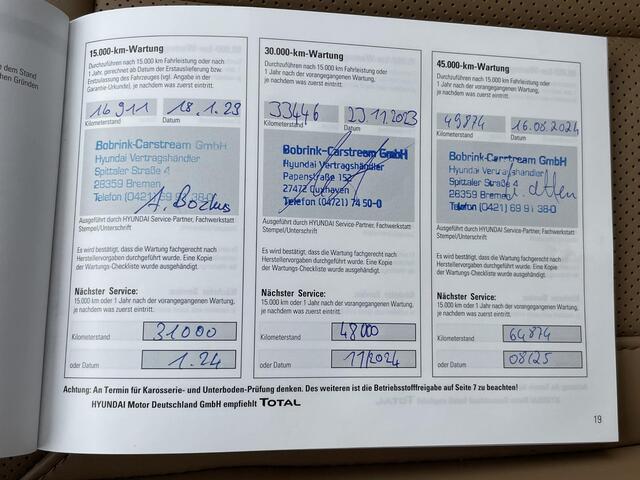 m dem Stand
chen Gründen
15.000-km-Wartung
Durchzuführen nach 15.000 km Fahrleistung oder nach
1 Jahr, gerechnet ab Datum der Erstauslieferung bzw.
Erstzulassung des Fahrzeuges (vgl. Angabe in der
Garantie-Urkunde), je nachdem was zuerst eintritt.
16911 18.1.23
Kilometerstand Datum
Bobrink-Carstream GmbH
Hyundai Vertragshändler
Spittaler Straße 4
28359 Bremen
Telefon (0421) 69 91 38-0
Ausgeführt durch HYUNDAI Service-Partner, Fachwerkstatt
Stempel/Unterschrift
Es wird bestätigt, dass die Wartung fachgerecht nach
Herstellervorgaben durchgeführt wurde. Eine Kopie
der Wartungs-Checkliste wurde ausgehändigt.
Nächster Service:
15.000 km oder 1 Jahr nach der vorangegangenen Wartung,
je nachdem was zuerst eintritt.
Kilometerstand 31000
oder Datum 1.24
30.000-km-Wartung
Durchzuführen nach 15.000 km Fahrleistung oder
1 Jahr nach der vorangegangenen Wartung,
je nachdem was zuerst eintritt.
33446 23.11.2023
Kilometerstand Datum
Bobrink-Carstream GmbH
Hyundai Vertragshändler
Papenstraße 152
27472 Cuxhaven
Telefon (04721) 74 50-0
Ausgeführt durch HYUNDAI Service-Partner, Fachwerkstatt
Stempel/Unterschrift
Es wird bestätigt, dass die Wartung fachgerecht nach
Herstellervorgaben durchgeführt wurde. Eine Kopie
der Wartungs-Checkliste wurde ausgehändigt.
Nächster Service:
15.000 km oder 1 Jahr nach der vorangegangenen Wartung,
je nachdem was zuerst eintritt.
Kilometerstand 48000
oder Datum 11/2024
45.000-km-Wartung
Durchzuführen nach 15.000 km Fahrleistung oder
1 Jahr nach der vorangegangenen Wartung,
je nachdem was zuerst eintritt.
49874 16.08.2024
Kilometerstand Datum
Bobrink-Carstream GmbH
Hyundai Vertragshändler
Spittaler Straße 4
28359 Bremen
Telefon (0421) 69 91 38-0
Ausgeführt durch HYUNDAI Service-Partner, Fachwerkstatt
Stempel/Unterschrift
Es wird bestätigt, dass die Wartung fachgerecht nach
Herstellervorgaben durchgeführt wurde. Eine Kopie
der Wartungs-Checkliste wurde ausgehändigt.
Nächster Service:
15.000 km oder 1 Jahr nach der vorangegangenen Wartung,
je nachdem was zuerst eintritt.
Kilometerstand 64874
oder Datum 08/25
Achtung: An Termin für Karosserie- und Unterboden-Prüfung denken. Des weiteren ist die Betriebsstofffreigabe auf Seite 7 zu beachten!
HYUNDAI Motor Deutschland GmbH empfiehlt TOTAL
19